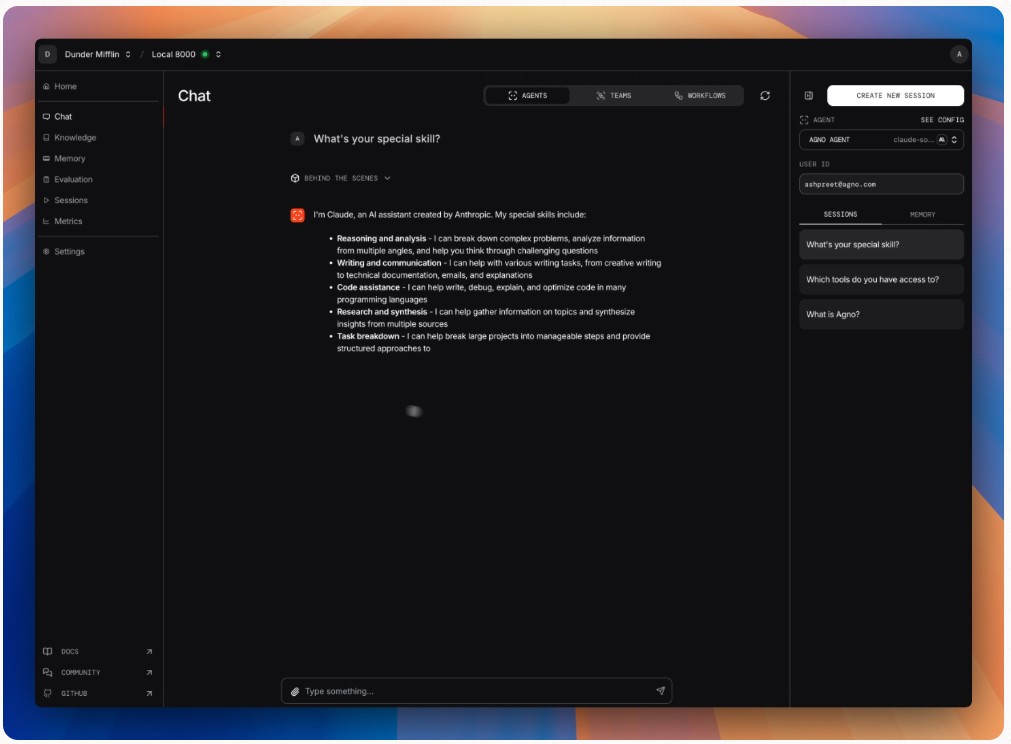 D Dunder Mifflin / Local 8000
A
Home
Chat
Knowledge
Memory
Evaluation
Sessions
Metrics
Settings
DOCS
COMMUNITY
GITHUB
Chat
AGENTS TEAMS WORKFLOWS
A What's your special skill?
BEHIND THE SCENES
I'm Claude, an AI assistant created by Anthropic. My special skills include:
• Reasoning and analysis - I can break down complex problems, analyze information
from multiple angles, and help you think through challenging questions
• Writing and communication - I can help with various writing tasks, from creative writing
to technical documentation, emails, and explanations
• Code assistance - I can help write, debug, explain, and optimize code in many
programming languages
• Research and synthesis - I can help gather information on topics and synthesize
insights from multiple sources
• Task breakdown - I can help break large projects into manageable steps and provide
structured approaches to
Type something...
CREATE NEW SESSION
AGENT SEE CONFIG
AGNO AGENT claude-so... A\
USER ID
ashpreet@agno.com
SESSIONS MEMORY
What's your special skill?
Which tools do you have access to?
What is Agno?